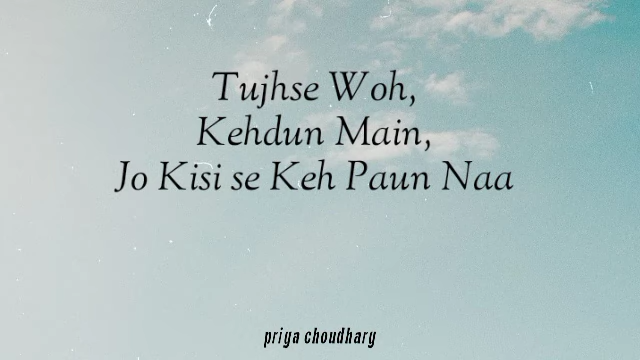 Tujhse Woh,
Kehdun Main,
Jo Kisi se Keh Paun Naa
priya choudhary